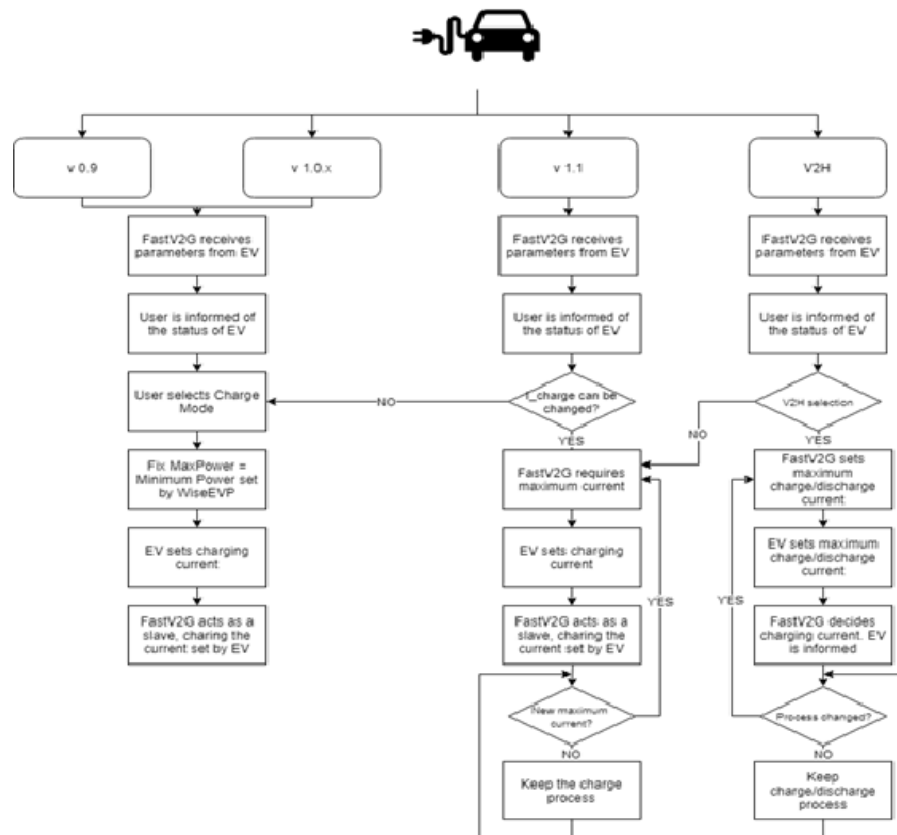 v 0.9
v 1.0.x
v 1.1
V2H
FastV2G receives
parameters from EV
FastV2G receives
parameters from EV
FastV2G receives
parameters from EV
User is informed of
the status of EV
User is informed of
the status of EV
User is informed of
the status of EV
User selects Charge
Mode
NO
I_charge can be
changed?
V2H selection
NO
YES
YES
Fix MaxPower =
Minimum Power set
by WiseEVP
FastV2G requires
maximum current
FastV2G sets
maximum
charge/discharge
current
EV sets charging
current
EV sets charging
current
EV sets maximum
charge/discharge
current
YES
YES
FastV2G acts as a
slave, charing the
current set by EV
FastV2G acts as a
slave, charing the
current set by EV
FastV2G decides
charging current. EV
is informed
New maximum
current?
Process changed?
NO
NO
Keep the charge
process
Keep
charge/discharge
process